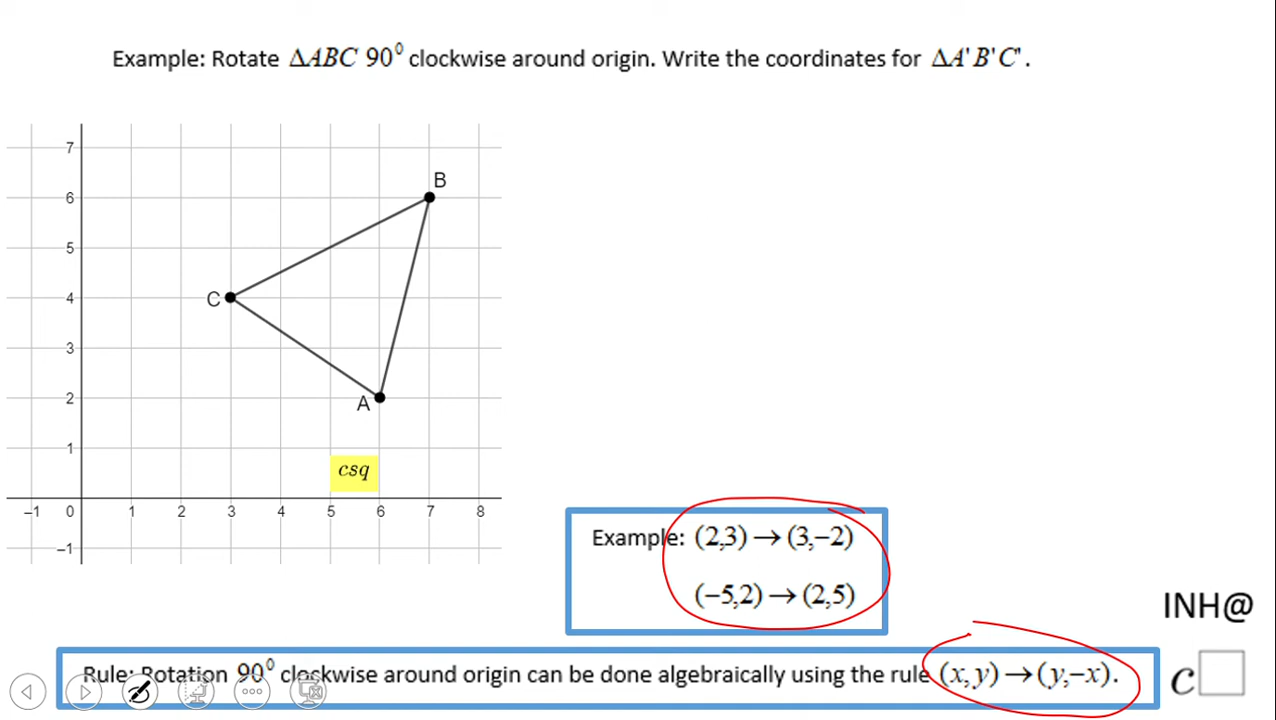 Example: Rotate ΔABC 90⁰ clockwise around origin. Write the coordinates for ΔA'B'C'.
7
B
6
5
C
4
3
2
A
1
csq
–1 0 1 2 3 4 5 6 7 8
–1
Example: (2,3) → (3,−2)
(−5,2) → (2,5)
INH@
Rule: Rotation 90⁰ clockwise around origin can be done algebraically using the rule (x,y) → (y,−x).
c